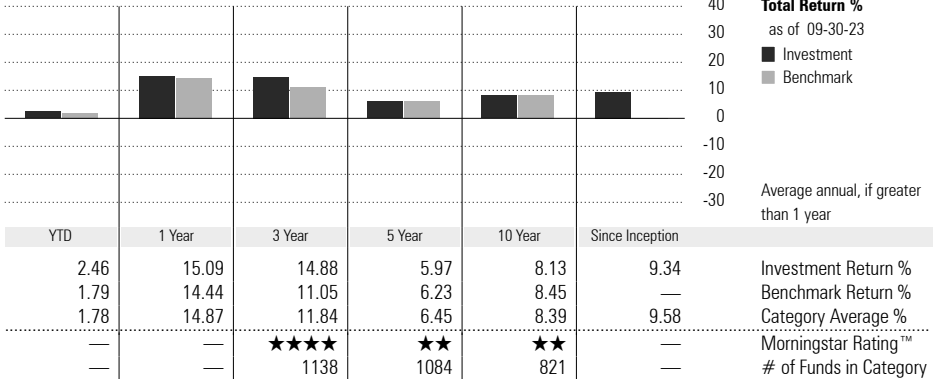 40
Total Return %
30
as of 09-30-23
Investment
20
Benchmark
10
0
-10
-20
Average annual, if greater
-30
than 1 year
YTD 1 Year 3 Year 5 Year 10 Year Since Inception
2.46 15.09 14.88 5.97 8.13 9.34 Investment Return %
1.79 14.44 11.05 6.23 8.45 — Benchmark Return %
1.78 14.87 11.84 6.45 8.39 9.58 Category Average %
— — ★★★★ ★★ ★★ — Morningstar Rating™
— — 1138 1084 821 — # of Funds in Category